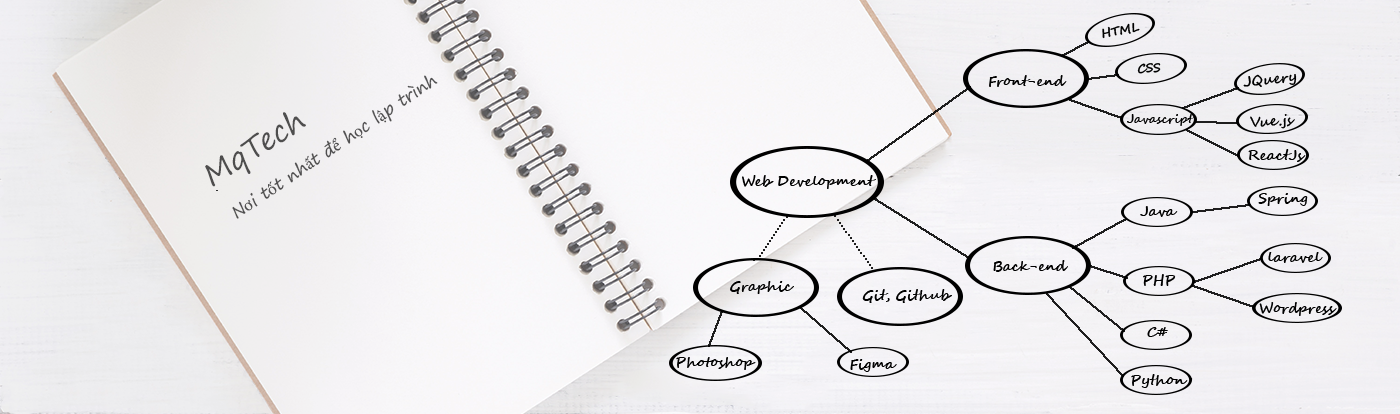 MqTech
Nơi tốt nhất để học lập trình
Web Development
Front-end
HTML
CSS
Javascript
JQuery
Vue.js
ReactJs
Back-end
Java
Spring
PHP
laravel
Wordpress
C#
Python
Graphic
Photoshop
Figma
Git, Github